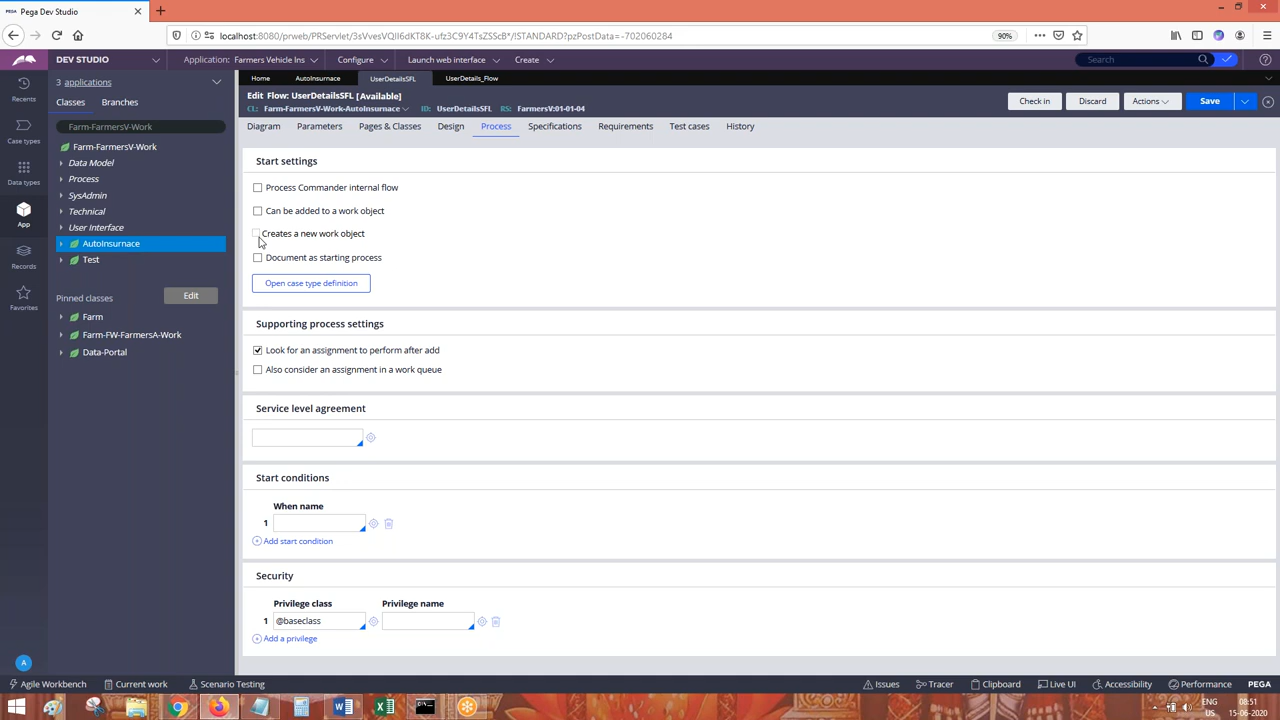 Pega Dev Studio
localhost:8080/prweb/PRServlet/3sVvesVQII6dKT8K-ufz3C9Y4TsZSScB*/!STANDARD?pzPostData=-702060284
90%
DEV STUDIO
Application: Farmers Vehicle Ins
Configure
Launch web interface
Create
Search
Recents
Case types
Data types
App
Records
Favorites
A
3 applications
Classes
Branches
Farm-FarmersV-Work
Farm-FarmersV-Work
Data Model
Process
SysAdmin
Technical
User Interface
AutoInsurnace
Test
Pinned classes
Edit
Farm
Farm-FW-FarmersA-Work
Data-Portal
Home
AutoInsurnace
UserDetailsSFL
UserDetails_Flow
Edit Flow: UserDetailsSFL [Available]
CL: Farm-FarmersV-Work-AutoInsurnace
ID: UserDetailsSFL
RS: FarmersV:01-01-04
Check in
Discard
Actions
Save
Diagram
Parameters
Pages & Classes
Design
Process
Specifications
Requirements
Test cases
History
Start settings
Process Commander internal flow
Can be added to a work object
Creates a new work object
Document as starting process
Open case type definition
Supporting process settings
Look for an assignment to perform after add
Also consider an assignment in a work queue
Service level agreement
Start conditions
When name
1
Add start condition
Security
Privilege class
Privilege name
1 @baseclass
Add a privilege
Agile Workbench
Current work
Scenario Testing
Issues
Tracer
Clipboard
Live UI
Accessibility
Performance
PEGA
ENG
US
08:51
15-06-2020